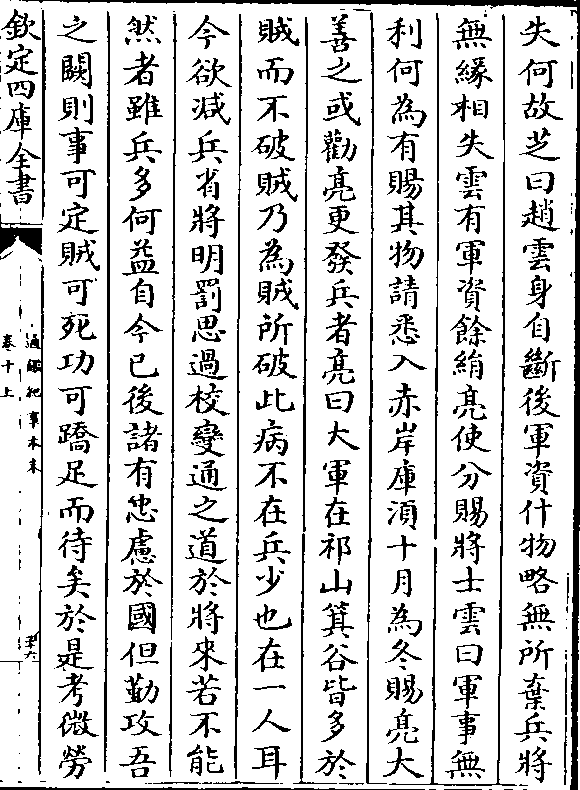 失何故芝曰趙雲身自斷後軍資什物略無所棄兵將
無緣相失雲有軍資餘絹亮使分賜將士雲曰軍事無
利何為有賜其物請悉入赤岸庫湏十月為冬賜亮大
善之或勸亮更發兵者亮曰大軍在祁山箕谷皆多於
賊而不破賊乃為賊所破此病不在兵少也在一人耳
今欲減兵省將明罰思過校變通之道於將來若不能
然者雖兵多何益自今已後諸有忠慮於國但勤攻吾
之闕則事可定賊可死功可蹻足而待矣於是考微勞
欽定四庫全書
通鑑紀事本末
卷十上